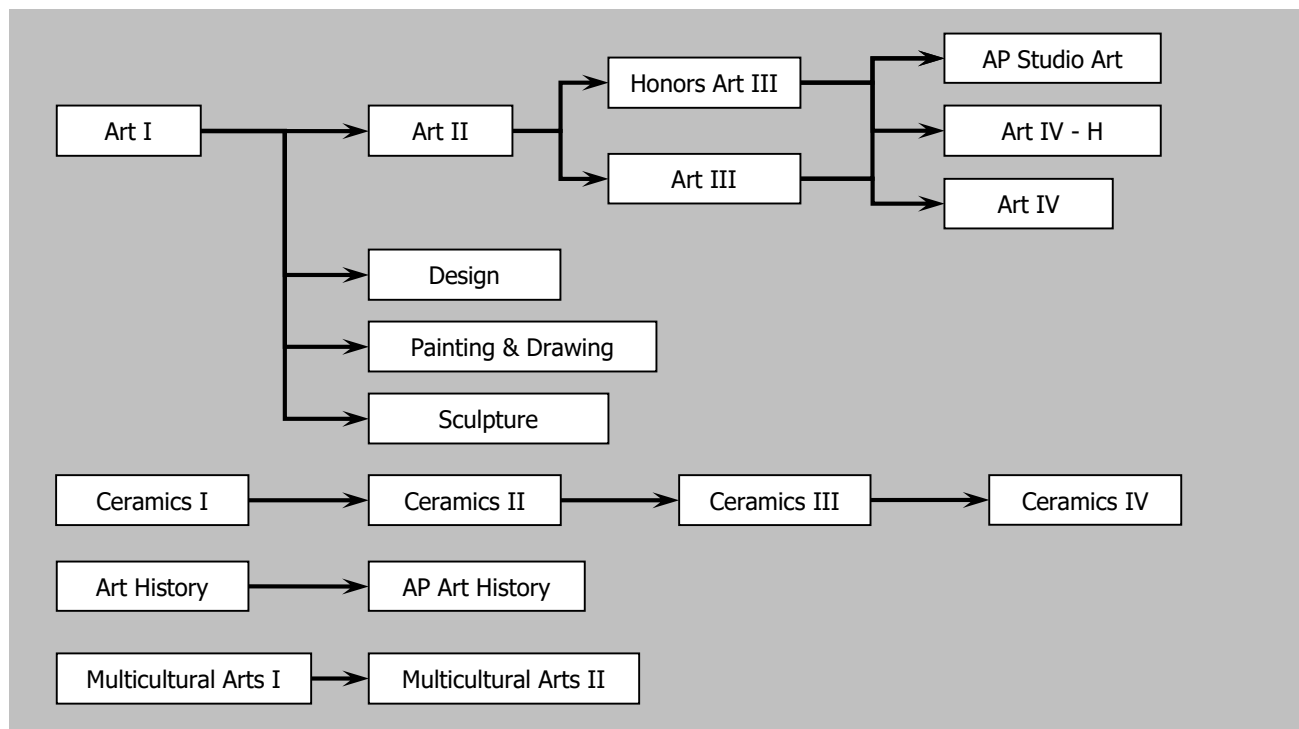 AP Studio Art
Honors Art III
Art I
Art II
Art IV - H
Art III
Art IV
Design
Painting & Drawing
Sculpture
Ceramics I
Ceramics II
Ceramics III
Ceramics IV
Art History
AP Art History
Multicultural Arts I
Multicultural Arts II